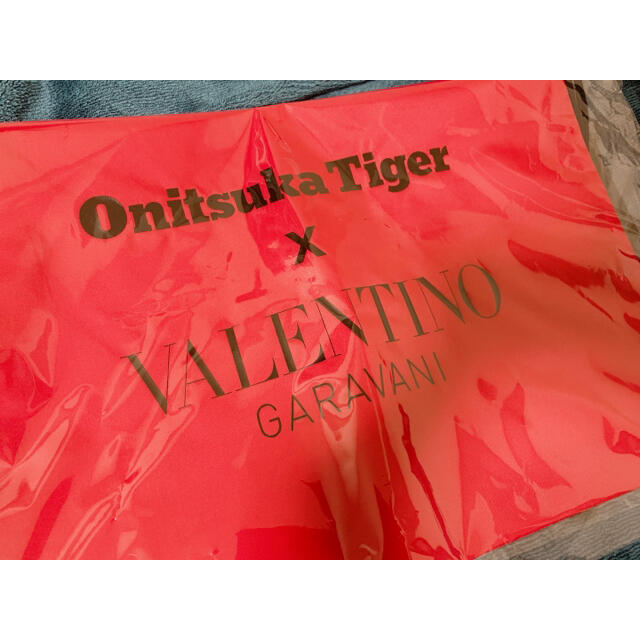 Onitsuka Tiger
X
VALENTINO
GARAVANI